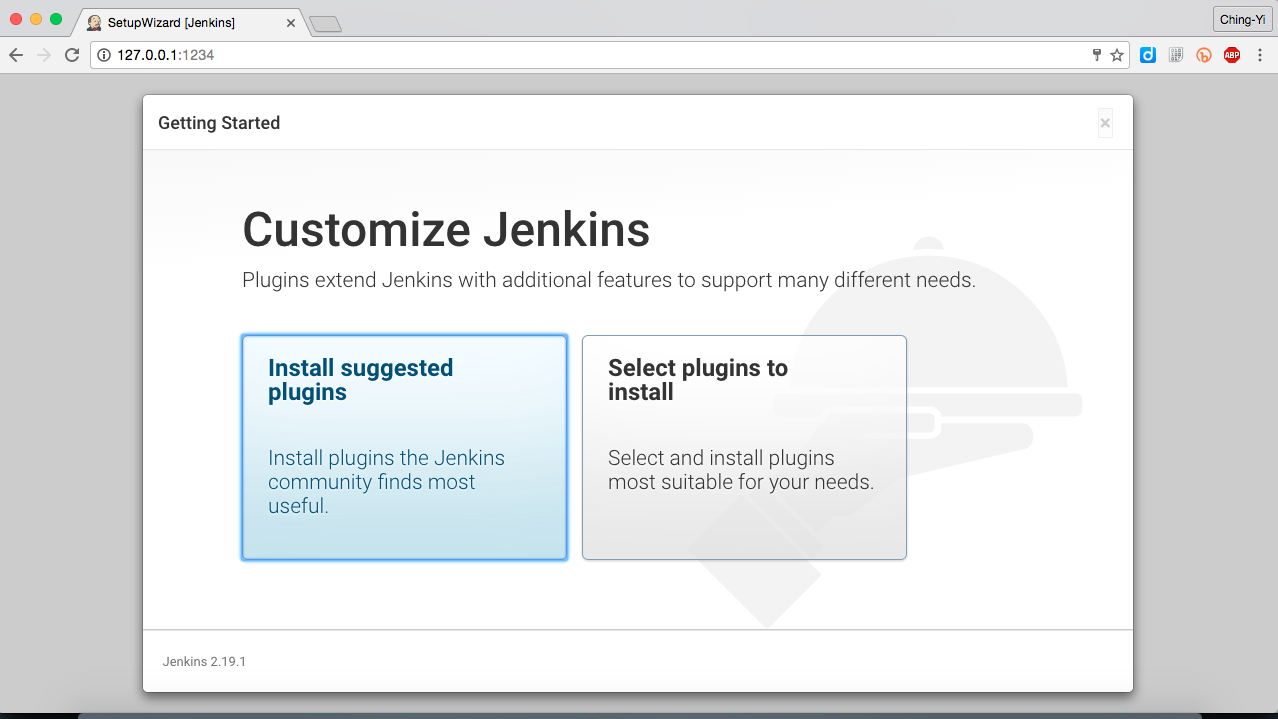 SetupWizard [Jenkins]
Ching-Yi
127.0.0.1:1234
ABP
Getting Started
Customize Jenkins
Plugins extend Jenkins with additional features to support many different needs.
Install suggested
plugins
Install plugins the Jenkins
community finds most
useful.
Select plugins to
install
Select and install plugins
most suitable for your needs.
Jenkins 2.19.1